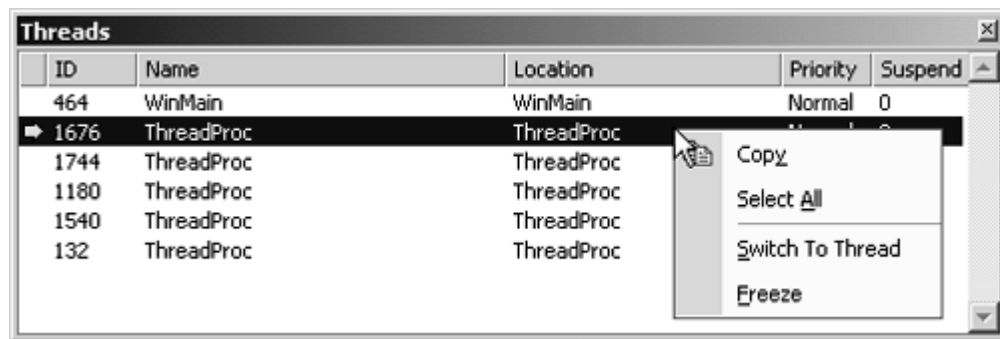 Threads
ID Name Location Priority Suspend
464 WinMain WinMain Normal 0
1676 ThreadProc ThreadProc
1744 ThreadProc ThreadProc
1180 ThreadProc ThreadProc
1540 ThreadProc ThreadProc
132 ThreadProc ThreadProc
Copy
Select All
Switch To Thread
Freeze